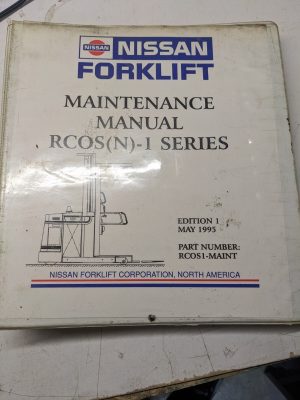 NISSAN NISSAN
FORKLIFT
MAINTENANCE
MANUAL
RCOS(N)-1 SERIES
EDITION 1
MAY 1995
PART NUMBER:
RCOS1-MAINT
NISSAN FORKLIFT CORPORATION, NORTH AMERICA